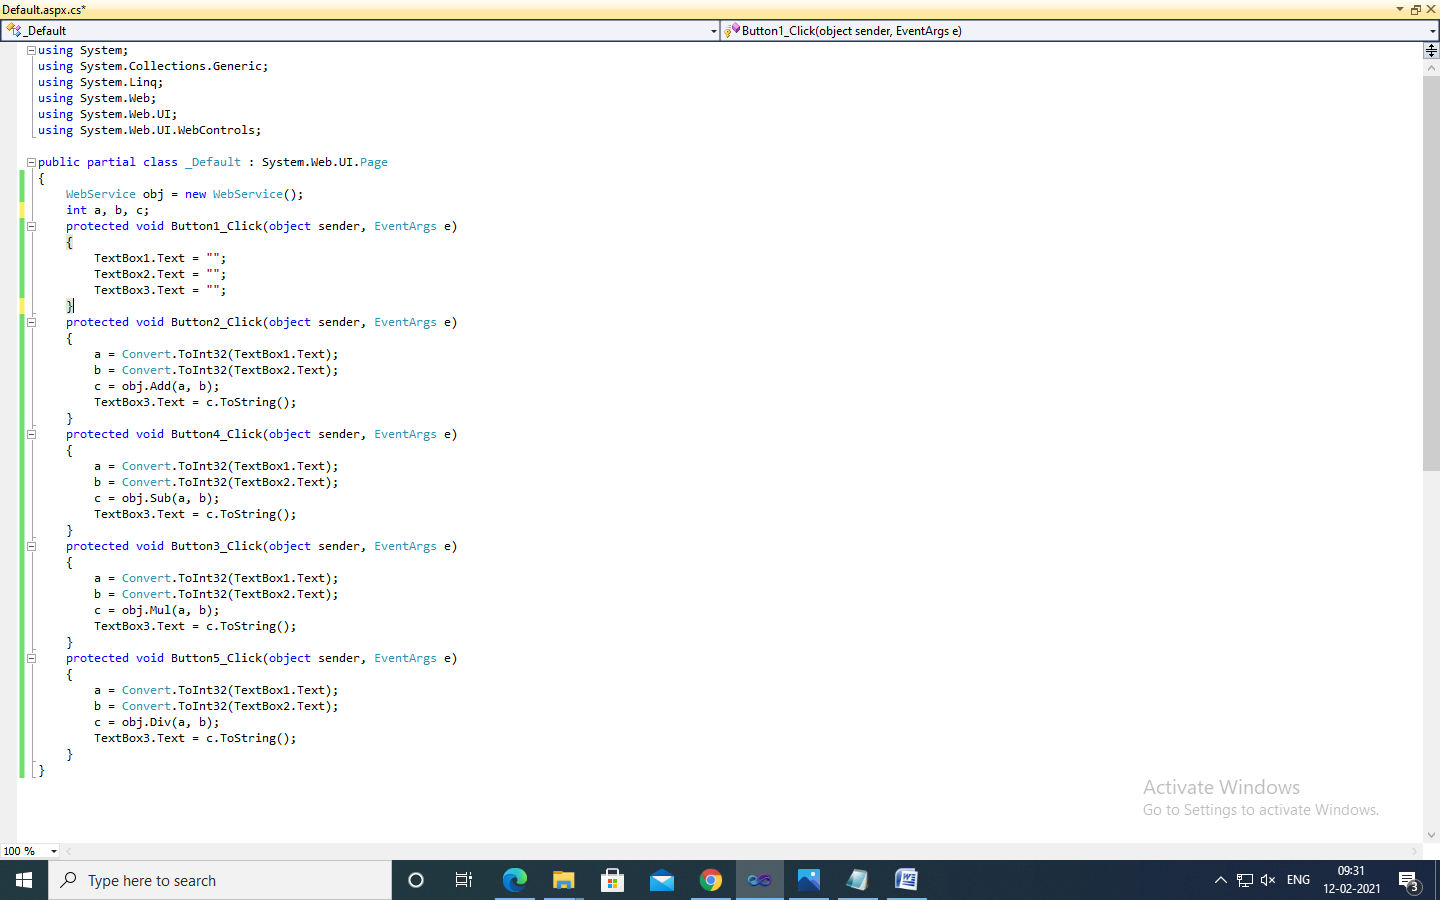 Default.aspx.cs*
_Default
Button1_Click(object sender, EventArgs e)
using System;
using System.Collections.Generic;
using System.Linq;
using System.Web;
using System.Web.UI;
using System.Web.UI.WebControls;
public partial class _Default : System.Web.UI.Page
{
WebService obj = new WebService();
int a, b, c;
protected void Button1_Click(object sender, EventArgs e)
{
TextBox1.Text = "";
TextBox2.Text = "";
TextBox3.Text = "";
}
protected void Button2_Click(object sender, EventArgs e)
{
a = Convert.ToInt32(TextBox1.Text);
b = Convert.ToInt32(TextBox2.Text);
c = obj.Add(a, b);
TextBox3.Text = c.ToString();
}
protected void Button4_Click(object sender, EventArgs e)
{
a = Convert.ToInt32(TextBox1.Text);
b = Convert.ToInt32(TextBox2.Text);
c = obj.Sub(a, b);
TextBox3.Text = c.ToString();
}
protected void Button3_Click(object sender, EventArgs e)
{
a = Convert.ToInt32(TextBox1.Text);
b = Convert.ToInt32(TextBox2.Text);
c = obj.Mul(a, b);
TextBox3.Text = c.ToString();
}
protected void Button5_Click(object sender, EventArgs e)
{
a = Convert.ToInt32(TextBox1.Text);
b = Convert.ToInt32(TextBox2.Text);
c = obj.Div(a, b);
TextBox3.Text = c.ToString();
}
}
Activate Windows
Go to Settings to activate Windows.
100 %
Type here to search
ENG
09:31
12-02-2021
3